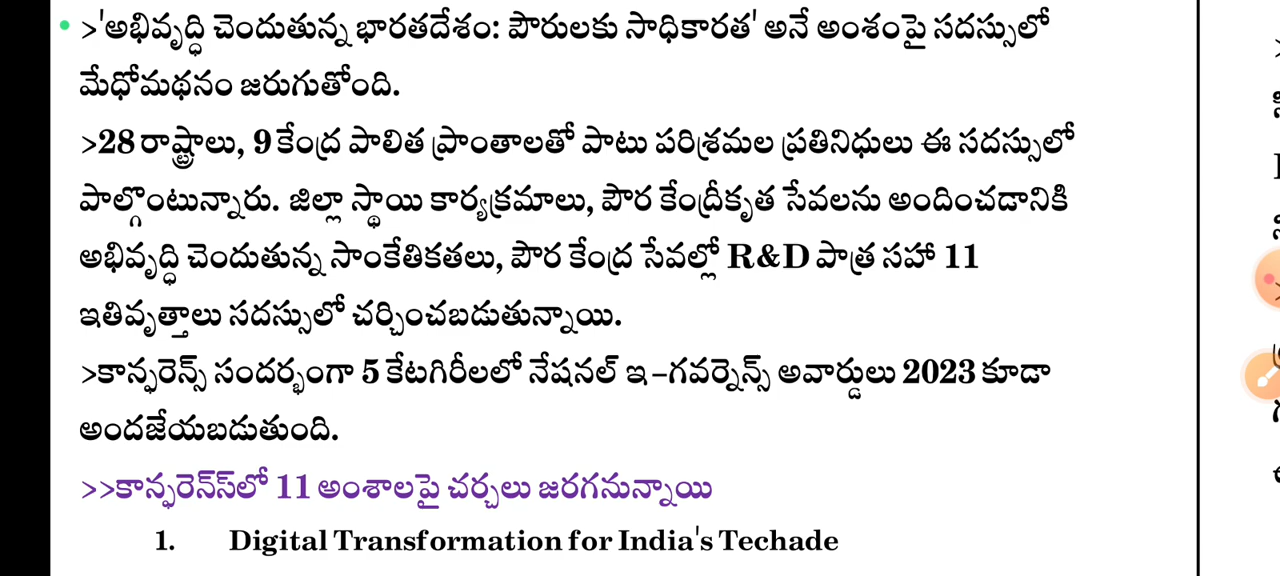 >'అభివృద్ధి చెందుతున్న భారతదేశం: పౌరులకు సాధికారత' అనే అంశంపై సదస్సులో
మేధోమథనం జరుగుతోంది.
>28 రాష్ట్రాలు, 9 కేంద్ర పాలిత ప్రాంతాలతో పాటు పరిశ్రమల ప్రతినిధులు ఈ సదస్సులో
పాల్గొంటున్నారు. జిల్లా స్థాయి కార్యక్రమాలు, పౌర కేంద్రీకృత సేవలను అందించడానికి
అభివృద్ధి చెందుతున్న సాంకేతికతలు, పౌర కేంద్ర సేవల్లో R&D పాత్ర సహా 11
ఇతివృత్తాలు సదస్సులో చర్చించబడుతున్నాయి.
>కాన్ఫరెన్స్ సందర్భంగా 5 కేటగిరీలలో నేషనల్ ఇ-గవర్నెన్స్ అవార్డులు 2023 కూడా
అందజేయబడుతుంది.
>>కాన్ఫరెన్స్‌లో 11 అంశాలపై చర్చలు జరగనున్నాయి
1. Digital Transformation for India's Techade